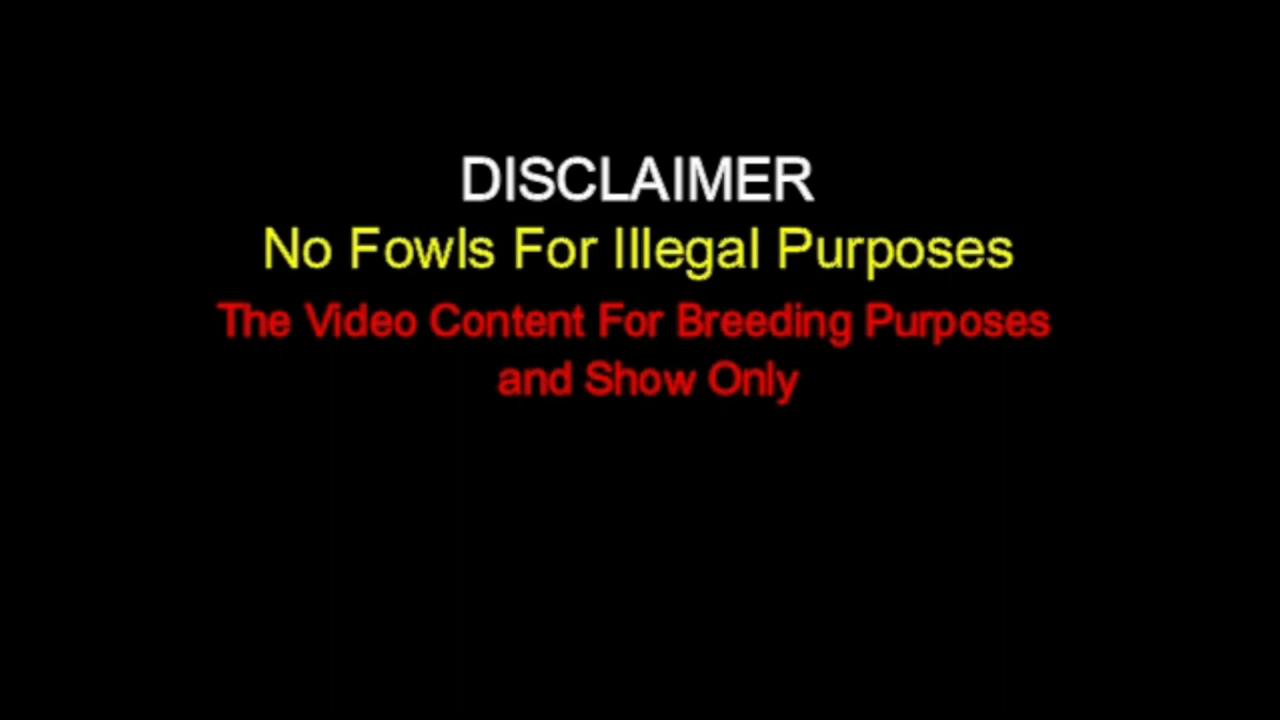 DISCLAIMER
No Fowls For Illegal Purposes
The Video Content For Breeding Purposes
and Show Only